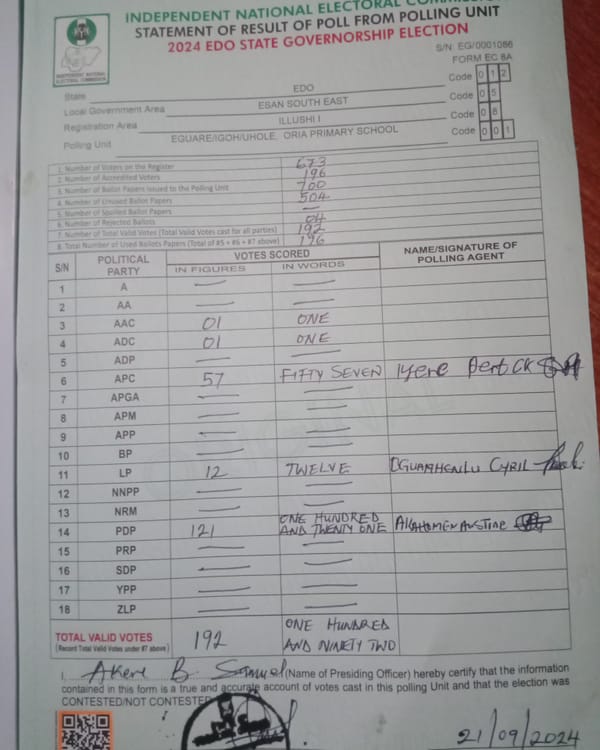 INDEPENDENT NATIONAL ELECTORAL
STATEMENT OF RESULT OF POLL FROM POLLING UNIT
2024 EDO STATE GOVERNORSHIP ELECTION
INDEPENDENT NATIONAL
ELECTORAL COMMISSION
S/N: EG/0001086
FORM EC 8A
State EDO Code 0 1 2
Local Government Area ESAN SOUTH EAST Code 0 5
Registration Area ILLUSHI I Code 0 8
Polling Unit EGUARE/IGOH/UHOLE, ORIA PRIMARY SCHOOL Code 0 0 1
1. Number of Voters on the Register 673
2. Number of Accredited Voters 196
3. Number of Ballot Papers Issued to the Polling Unit 700
4. Number of Unused Ballot Papers 504
5. Number of Spoiled Ballot Papers —
6. Number of Rejected Ballots 04
7. Number of Total Valid Votes (Total Valid Votes cast for all parties) 192
8. Total Number of Used Ballots Papers (Total of #5 + #6 + #7 above) 196
S/N POLITICAL PARTY VOTES SCORED NAME/SIGNATURE OF POLLING AGENT
IN FIGURES IN WORDS
1 A — —
2 AA — —
3 AAC 01 ONE
4 ADC 01 ONE
5 ADP — —
6 APC 57 FIFTY SEVEN
7 APGA — —
8 APM — —
9 APP — —
10 BP — —
11 LP 12 TWELVE CYRIL
12 NNPP — —
13 NRM — —
14 PDP 121 ONE HUNDRED AND TWENTY ONE
15 PRP — —
16 SDP — —
17 YPP — —
18 ZLP — —
TOTAL VALID VOTES 192 ONE HUNDRED
(Record Total Valid Votes under #7 above) AND NINETY TWO
I, Akere B. Samuel (Name of Presiding Officer) hereby certify that the information
contained in this form is a true and accurate account of votes cast in this polling Unit and that the election was
CONTESTED/NOT CONTESTED
21/09/2024